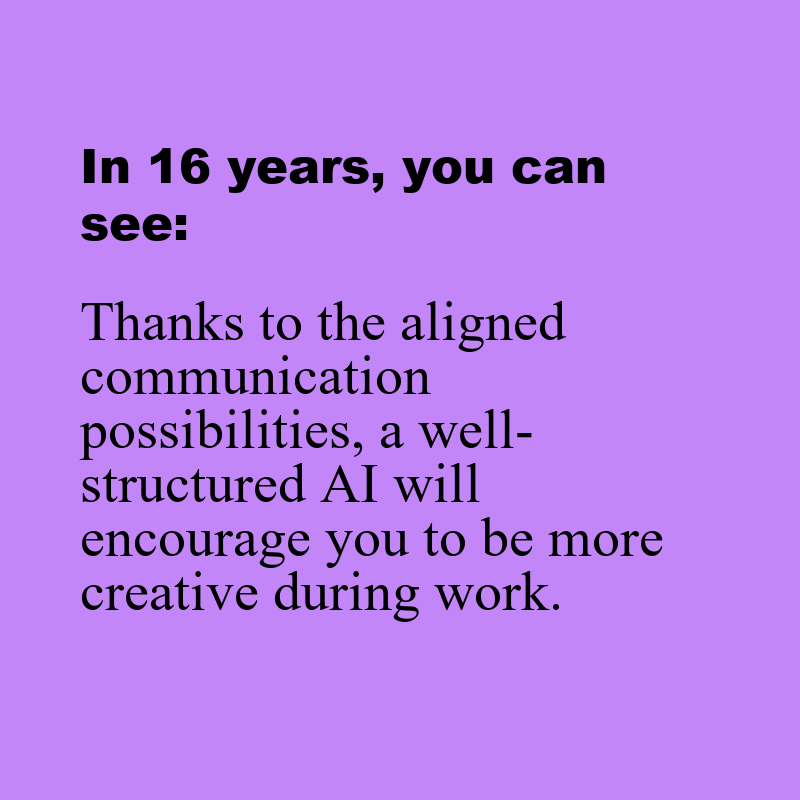 In 16 years, you can
see:
Thanks to the aligned
communication
possibilities, a well-
structured AI will
encourage you to be more
creative during work.